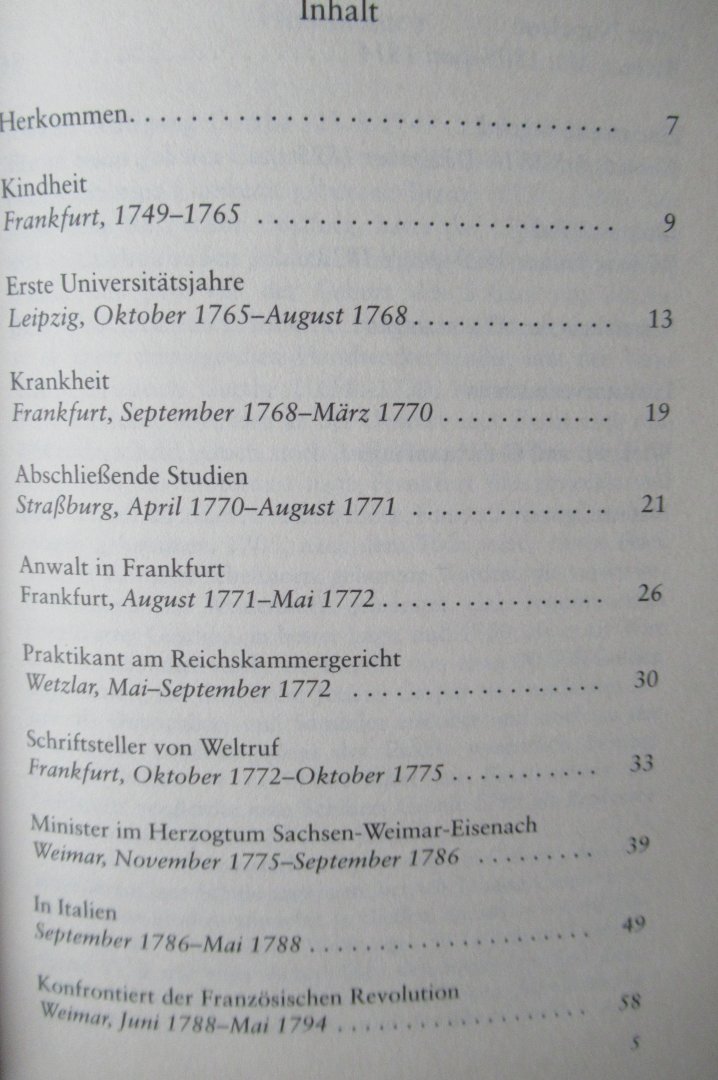 Inhalt
Herkommen. . . . . . . . . . . . . . . . . . . . . . . . . . . . . . . . . 7
Kindheit
Frankfurt, 1749–1765 . . . . . . . . . . . . . . . . . . . . . . . . 9
Erste Universitätsjahre
Leipzig, Oktober 1765–August 1768 . . . . . . . . . . . . . . 13
Krankheit
Frankfurt, September 1768–März 1770 . . . . . . . . . . . . 19
Abschließende Studien
Straßburg, April 1770–August 1771 . . . . . . . . . . . . . . 21
Anwalt in Frankfurt
Frankfurt, August 1771–Mai 1772 . . . . . . . . . . . . . . . 26
Praktikant am Reichskammergericht
Wetzlar, Mai–September 1772 . . . . . . . . . . . . . . . . . 30
Schriftsteller von Weltruf
Frankfurt, Oktober 1772–Oktober 1775 . . . . . . . . . . . 33
Minister im Herzogtum Sachsen-Weimar-Eisenach
Weimar, November 1775–September 1786 . . . . . . . . . 39
In Italien
September 1786–Mai 1788 . . . . . . . . . . . . . . . . . . . . 49
Konfrontiert der Französischen Revolution
Weimar, Juni 1788–Mai 1794 . . . . . . . . . . . . . . . . . . 58
5